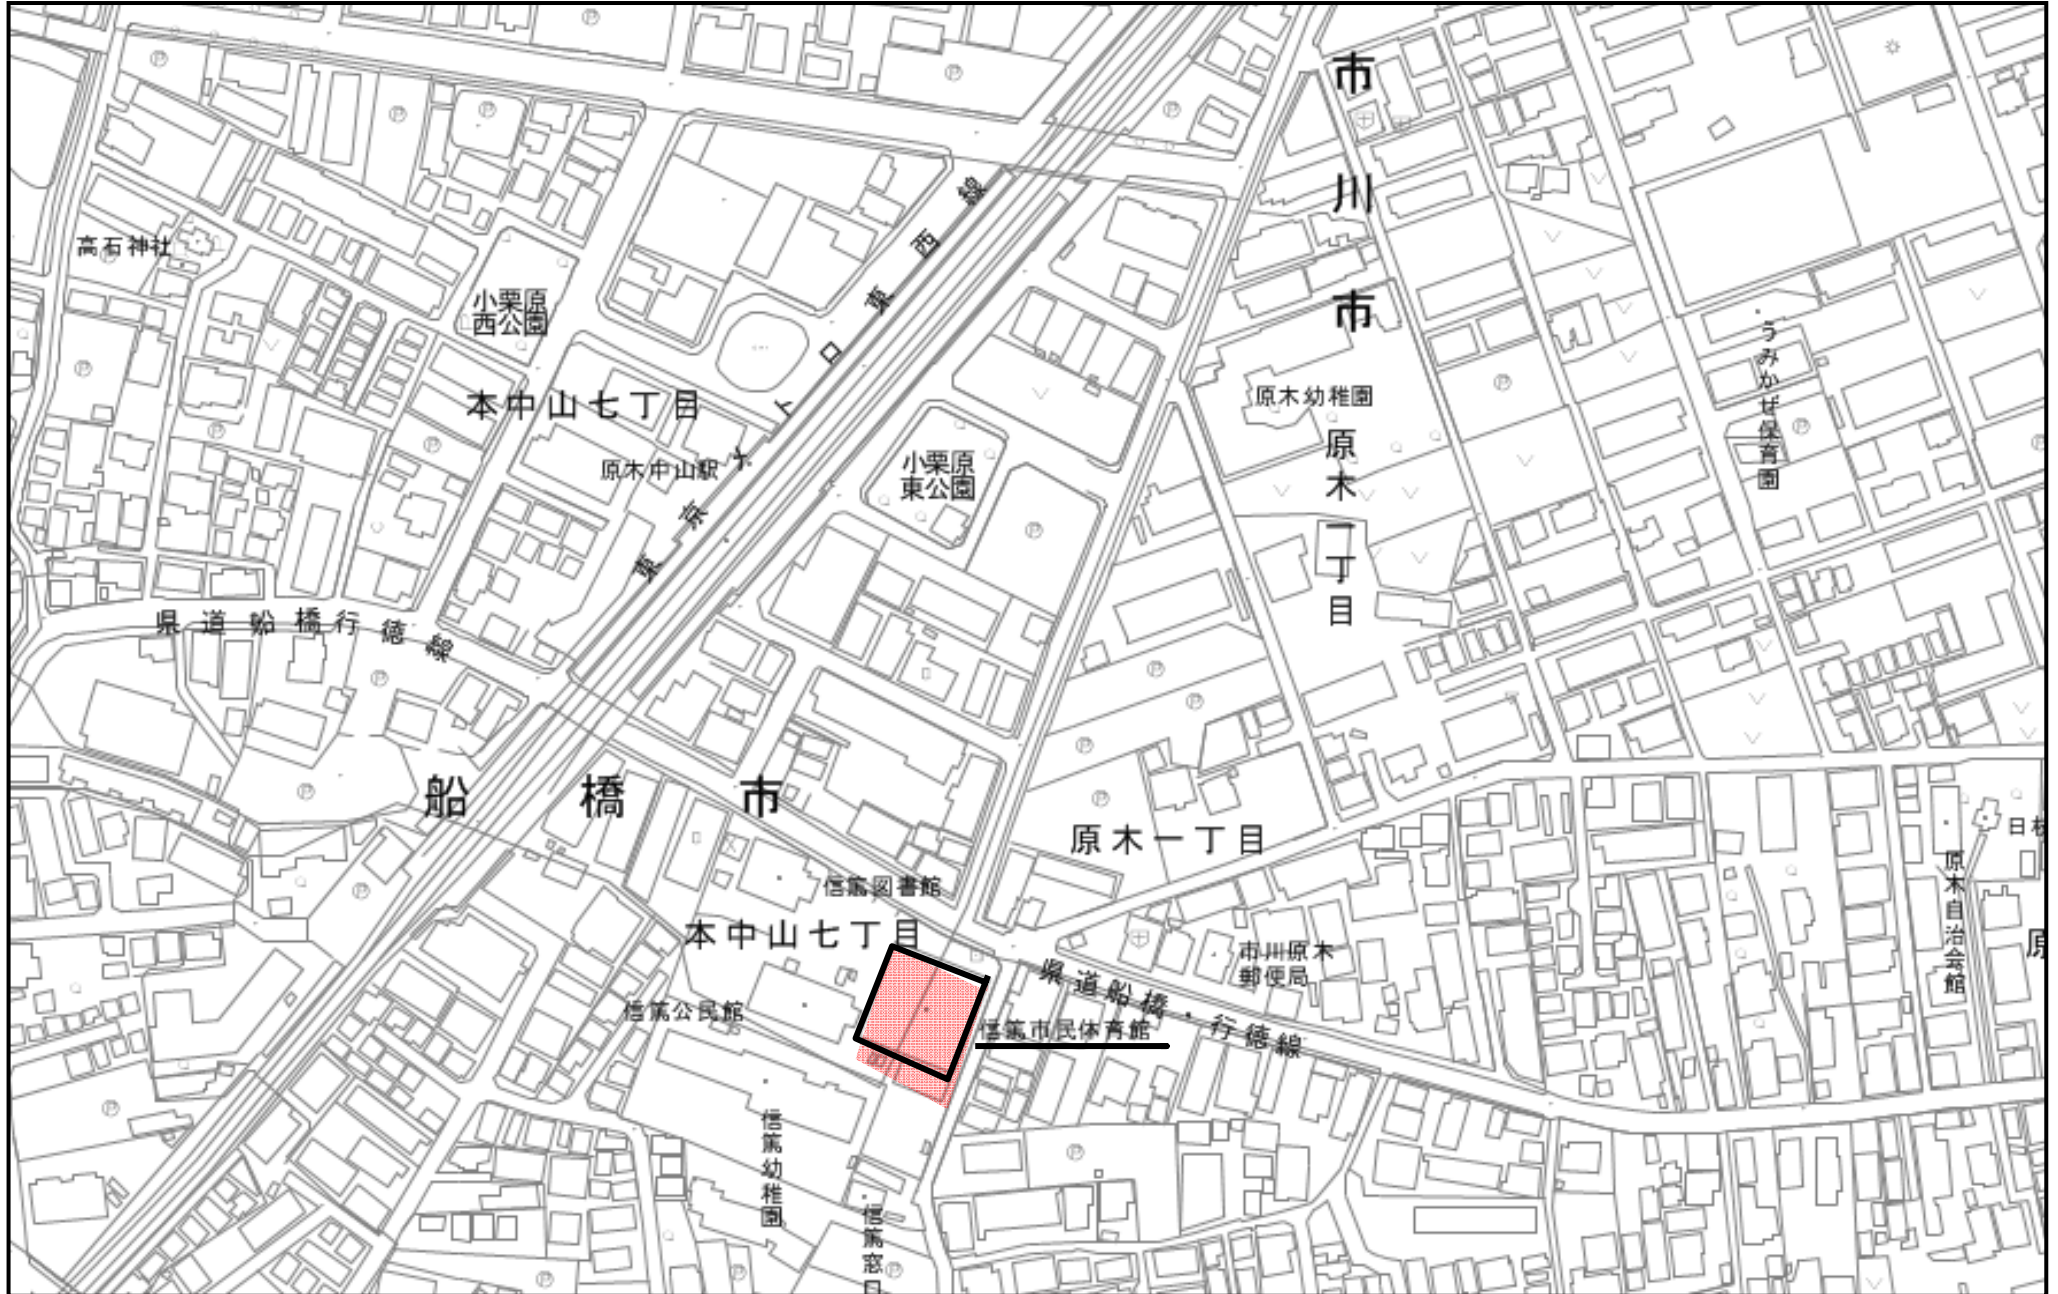 市川市
高石神社
小栗原
西公園
東京メトロ東西線
うみかぜ保育園
原木幼稚園
本中山七丁目
原木一丁目
小栗原
東公園
原木中山駅
県道船橋行徳線
船橋市
原木一丁目
原木自治会館
信篤図書館
本中山七丁目
市川原木
郵便局
県道船橋・行徳線
信篤公民館
信篤市民体育館
信篤幼稚園
信篤窓口
原